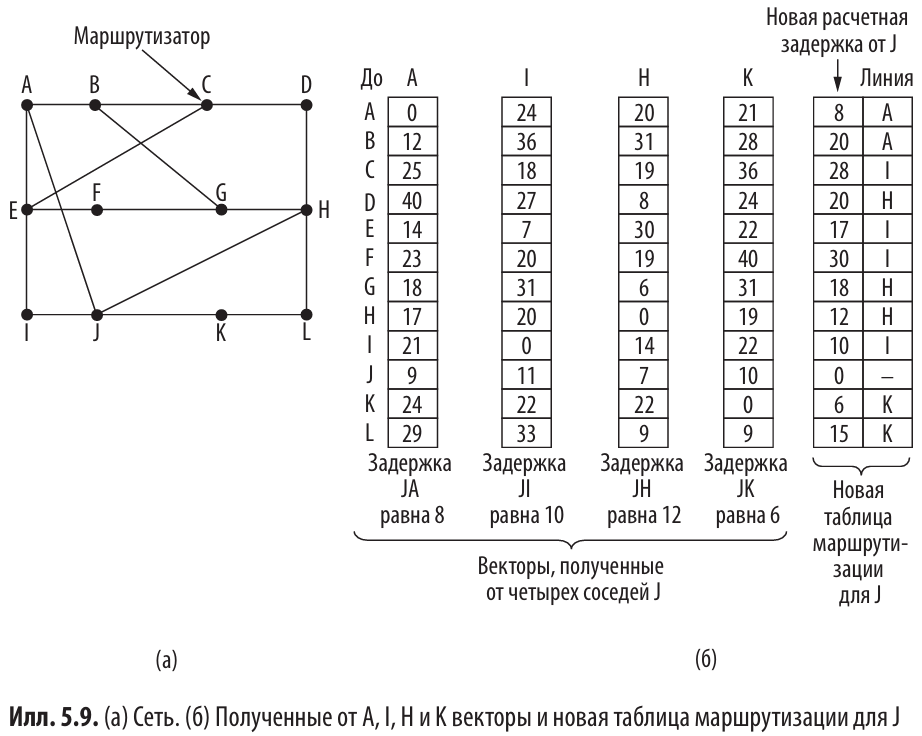 Маршрутизатор
A B C D
E F G H
I J K L
Новая расчетная
задержка от J
До A I H K Линия
A 0 24 20 21 8 A
B 12 36 31 28 20 A
C 25 18 19 36 28 I
D 40 27 8 24 20 H
E 14 7 30 22 17 I
F 23 20 19 40 30 I
G 18 31 6 31 18 H
H 17 20 0 19 12 H
I 21 0 14 22 10 I
J 9 11 7 10 0 –
K 24 22 22 0 6 K
L 29 33 9 9 15 K
Задержка Задержка Задержка Задержка
JA JI JH JK
равна 8 равна 10 равна 12 равна 6
Векторы, полученные
от четырех соседей J
Новая
таблица
маршрути-
зации
для J
(а) (б)
Илл. 5.9. (а) Сеть. (б) Полученные от A, I, H и K векторы и новая таблица маршрутизации для J